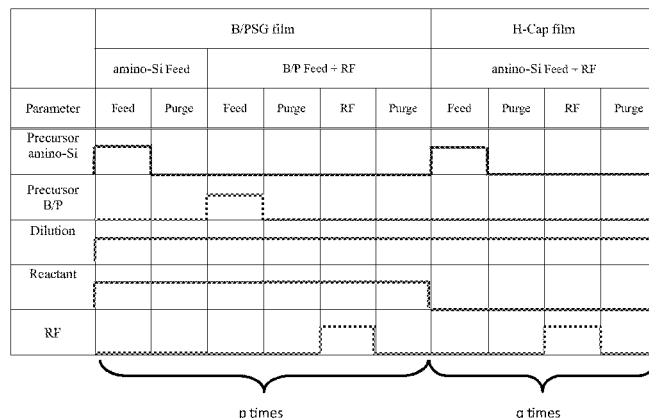 B/PSG film H-Cap film
amino-Si Feed B/P Feed + RF amino-Si Feed + RF
Parameter Feed Purge Feed Purge RF Purge Feed Purge RF Purge
Precursor
amino-Si
Precursor
B/P
Dilution
Reactant
RF
p times q times